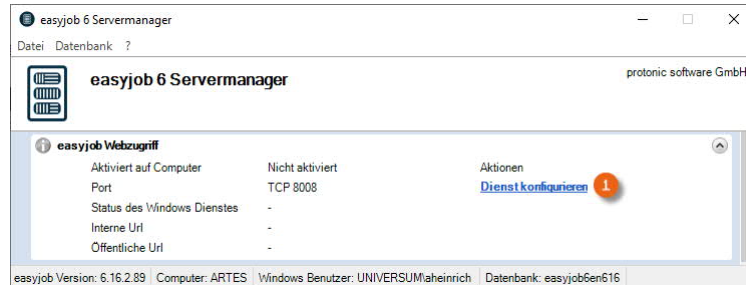 easyjob 6 Servermanager
Datei Datenbank ?
easyjob 6 Servermanager
protonic software GmbH
easyjob Webzugriff
Aktiviert auf Computer Nicht aktiviert Aktionen
Port TCP 8008 Dienst konfigurieren 1
Status des Windows Dienstes -
Interne Url -
Öffentliche Url -
easyjob Version: 6.16.2.89 Computer: ARTES Windows Benutzer: UNIVERSUM\aheinrich Datenbank: easyjob6en616